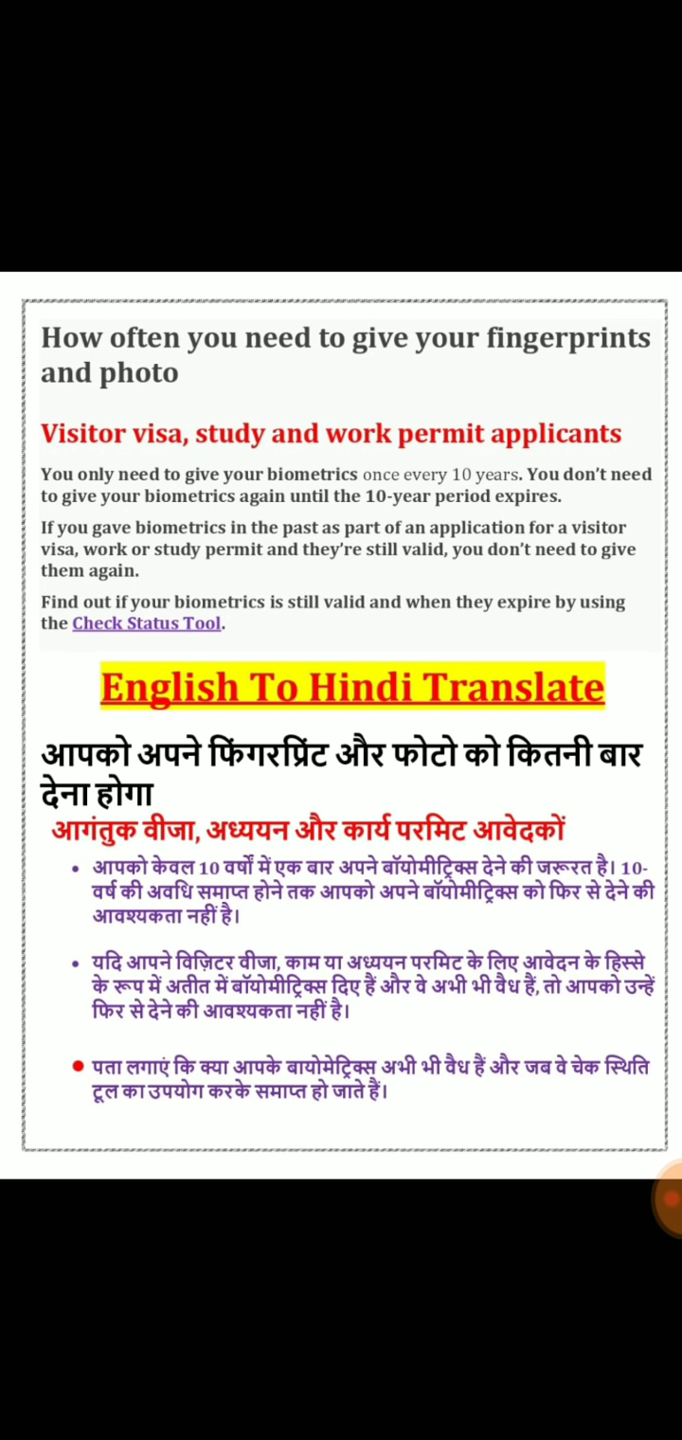 How often you need to give your fingerprints
and photo
Visitor visa, study and work permit applicants
You only need to give your biometrics once every 10 years. You don’t need
to give your biometrics again until the 10-year period expires.
If you gave biometrics in the past as part of an application for a visitor
visa, work or study permit and they’re still valid, you don’t need to give
them again.
Find out if your biometrics is still valid and when they expire by using
the Check Status Tool.
English To Hindi Translate
आपको अपने फिंगरप्रिंट और फोटो को कितनी बार
देना होगा
आगंतुक वीजा, अध्ययन और कार्य परमिट आवेदकों
• आपको केवल 10 वर्षों में एक बार अपने बॉयोमीट्रिक्स देने की जरूरत है। 10-
वर्ष की अवधि समाप्त होने तक आपको अपने बॉयोमीट्रिक्स को फिर से देने की
आवश्यकता नहीं है।
• यदि आपने विज़िटर वीजा, काम या अध्ययन परमिट के लिए आवेदन के हिस्से
के रूप में अतीत में बॉयोमीट्रिक्स दिए हैं और वे अभी भी वैध हैं, तो आपको उन्हें
फिर से देने की आवश्यकता नहीं है।
• पता लगाएं कि क्या आपके बायोमेट्रिक्स अभी भी वैध हैं और जब वे चेक स्थिति
टूल का उपयोग करके समाप्त हो जाते हैं।